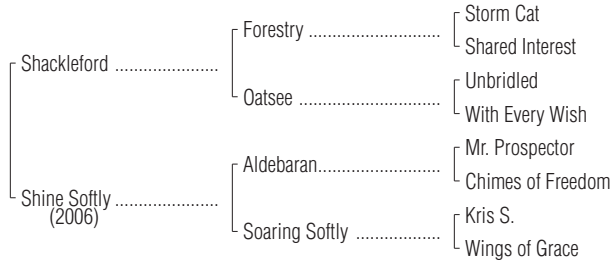 Storm Cat
Forestry ............................
Shared Interest
Shackleford ......................
Unbridled
Oatsee ..............................
With Every Wish
Mr. Prospector
Aldebaran..........................
Chimes of Freedom
Shine Softly ......................
(2006)
Kris S.
Soaring Softly ..................
Wings of Grace